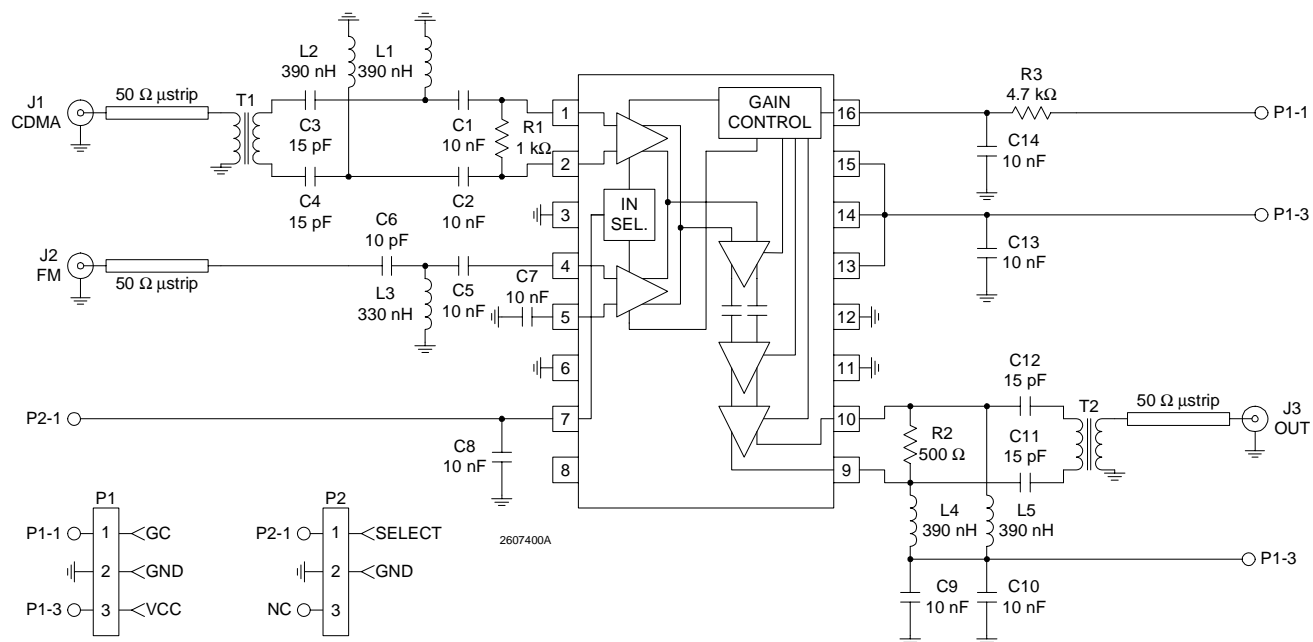 L2
390 nH
L1
390 nH
J1
CDMA
50 Ω µstrip
T1
C3
15 pF
C1
10 nF
R1
1 kΩ
C4
15 pF
C2
10 nF
J2
FM
50 Ω µstrip
C6
10 pF
L3
330 nH
C5
10 nF
C7
10 nF
P2-1
C8
10 nF
1
2
3
4
5
6
7
8
IN
SEL.
GAIN
CONTROL
16
15
14
13
12
11
10
9
R3
4.7 kΩ
P1-1
C14
10 nF
P1-3
C13
10 nF
C12
15 pF
T2
50 Ω µstrip
J3
OUT
R2
500 Ω
C11
15 pF
L4
390 nH
L5
390 nH
P1-3
C9
10 nF
C10
10 nF
2607400A
P1
P1-1 1 GC
2 GND
P1-3 3 VCC
P2
P2-1 1 SELECT
2 GND
NC 3